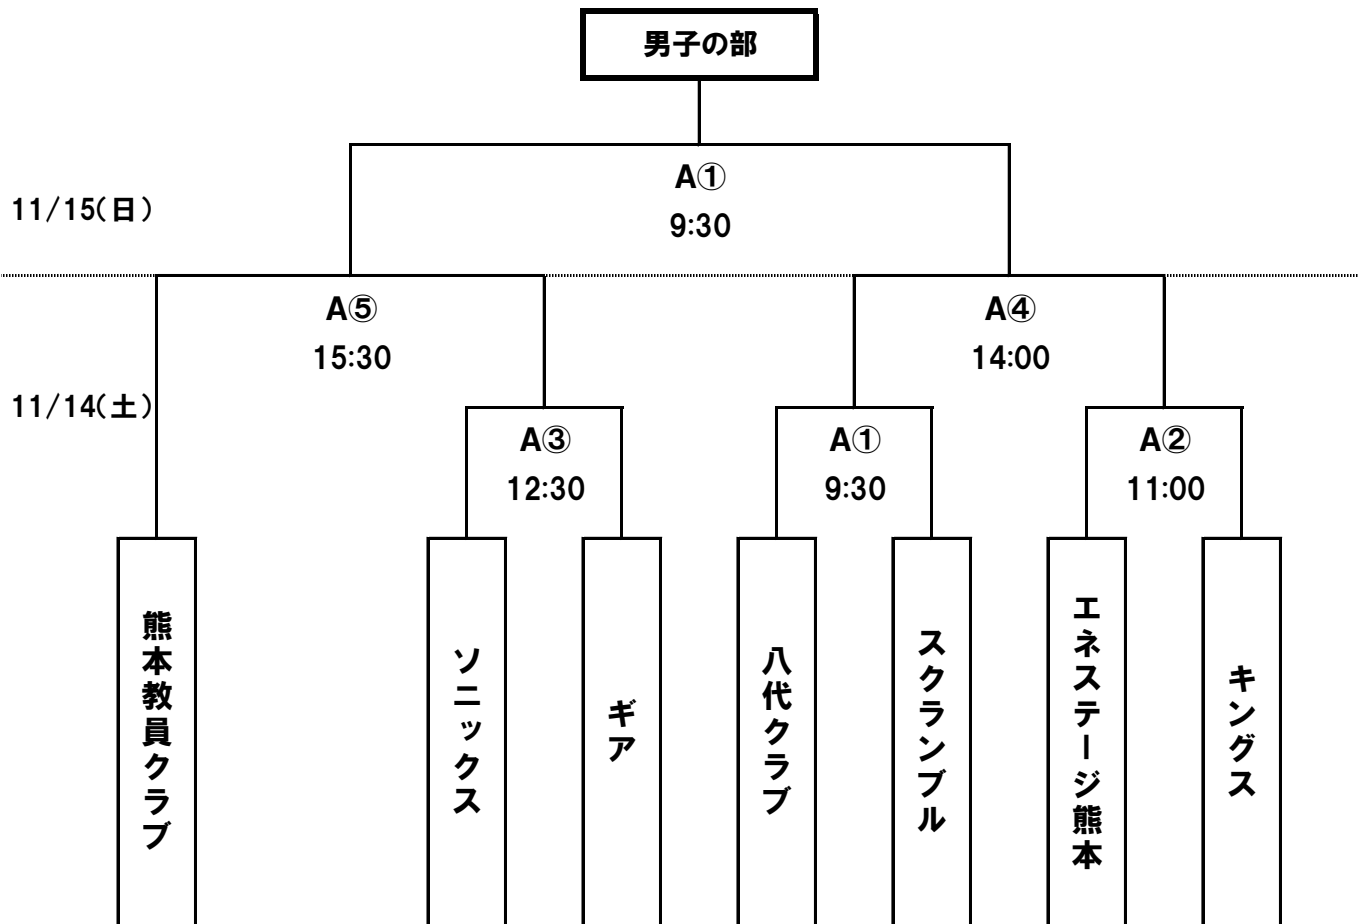 男子の部
A①
9:30
11/15(日)
A⑤
15:30
A④
14:00
11/14(土)
A③
12:30
A①
9:30
A②
11:00
熊本教員クラブ
ソニックス
ギア
八代クラブ
スクランブル
エネステージ熊本
キングス